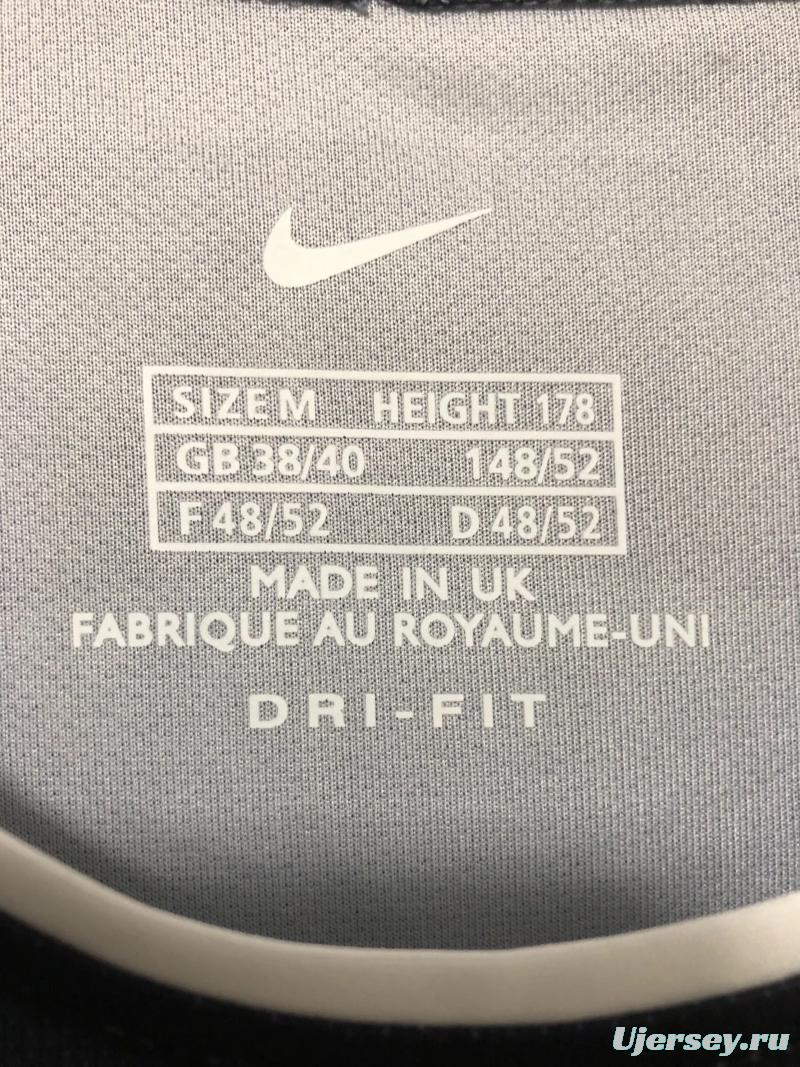 SIZE M HEIGHT 178
GB 38/40 148/52
F 48/52 D 48/52
MADE IN UK
FABRIQUE AU ROYAUME-UNI
DRI-FIT
Ujersey.ru